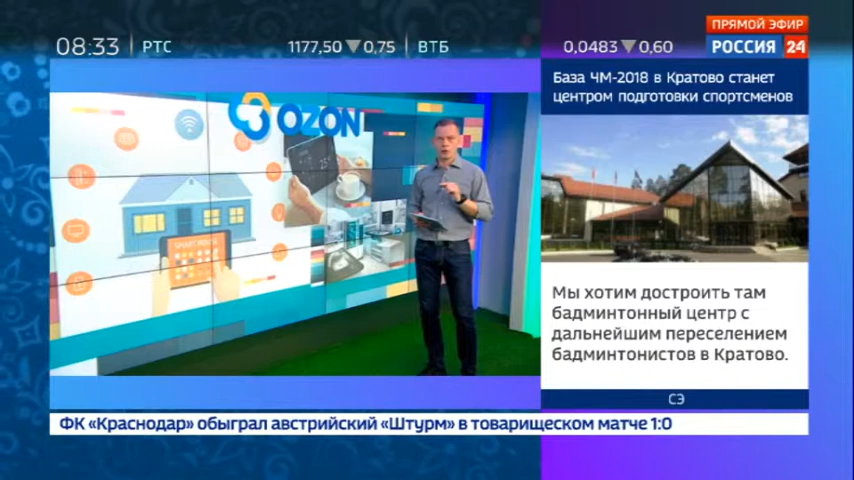 ПРЯМОЙ ЭФИР
08:33 РТС 1177,50▼0,75 ВТБ 0,0483▼0,60
РОССИЯ 24
База ЧМ-2018 в Кратово станет
центром подготовки спортсменов
OZON
SMART HOUSE
Мы хотим достроить там
бадминтонный центр с
дальнейшим переселением
бадминтонистов в Кратово.
СЭ
ФК «Краснодар» обыграл австрийский «Штурм» в товарищеском матче 1:0